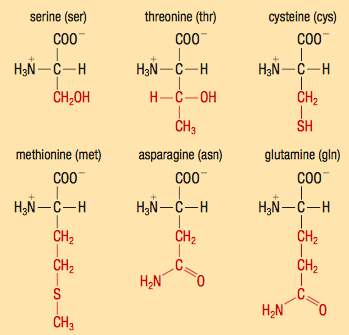 serine (ser) threonine (thr) cysteine (cys)
COO⁻ COO⁻ COO⁻
H₃N⁺—C—H H₃N⁺—C—H H₃N⁺—C—H
CH₂OH H—C—OH CH₂
CH₃ SH
methionine (met) asparagine (asn) glutamine (gln)
COO⁻ COO⁻ COO⁻
H₃N⁺—C—H H₃N⁺—C—H H₃N⁺—C—H
CH₂ CH₂ CH₂
CH₂ C CH₂
H₂N O
S C
H₂N O
CH₃